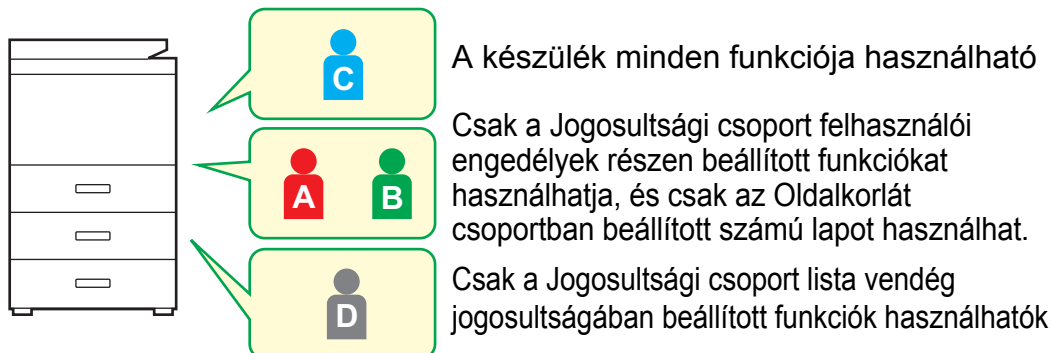 C
A készülék minden funkciója használható
A B
Csak a Jogosultsági csoport felhasználói
engedélyek részen beállított funkciókat
használhatja, és csak az Oldalkorlát
csoportban beállított számú lapot használhat.
D
Csak a Jogosultsági csoport lista vendég
jogosultságában beállított funkciók használhatók